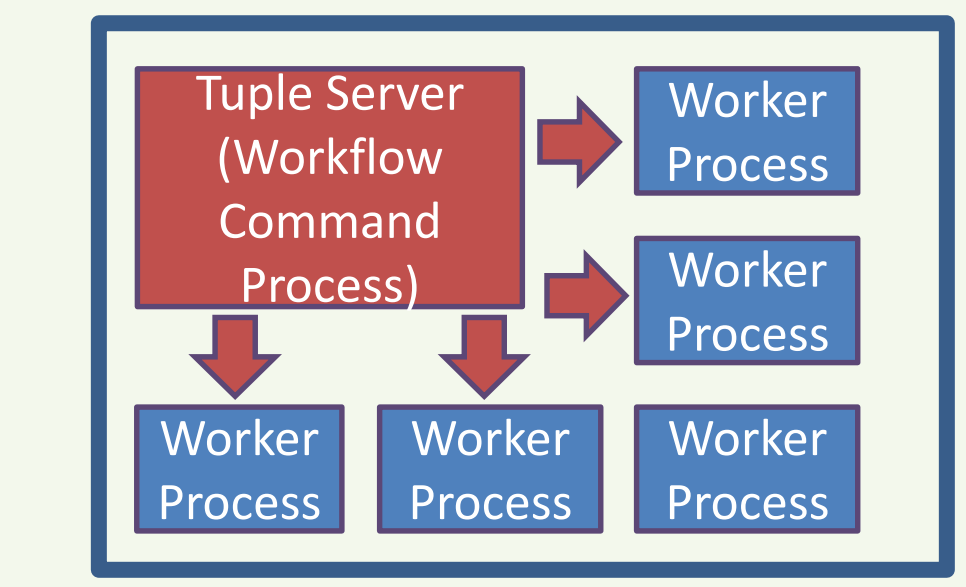 Tuple Server
(Workflow
Command
Process)
Worker
Process
Worker
Process
Worker
Process
Worker
Process
Worker
Process